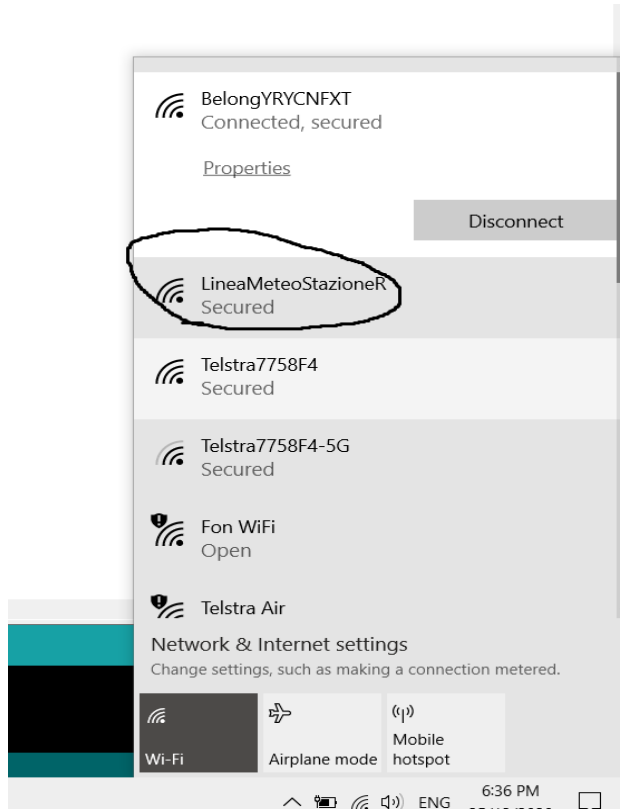 BelongYRYCNFXT
Connected, secured
Properties
Disconnect
LineaMeteoStazioneR
Secured
Telstra7758F4
Secured
Telstra7758F4-5G
Secured
Fon WiFi
Open
Telstra Air
Network & Internet settings
Change settings, such as making a connection metered.
Wi-Fi
Airplane mode
Mobile
hotspot
ENG
6:36 PM